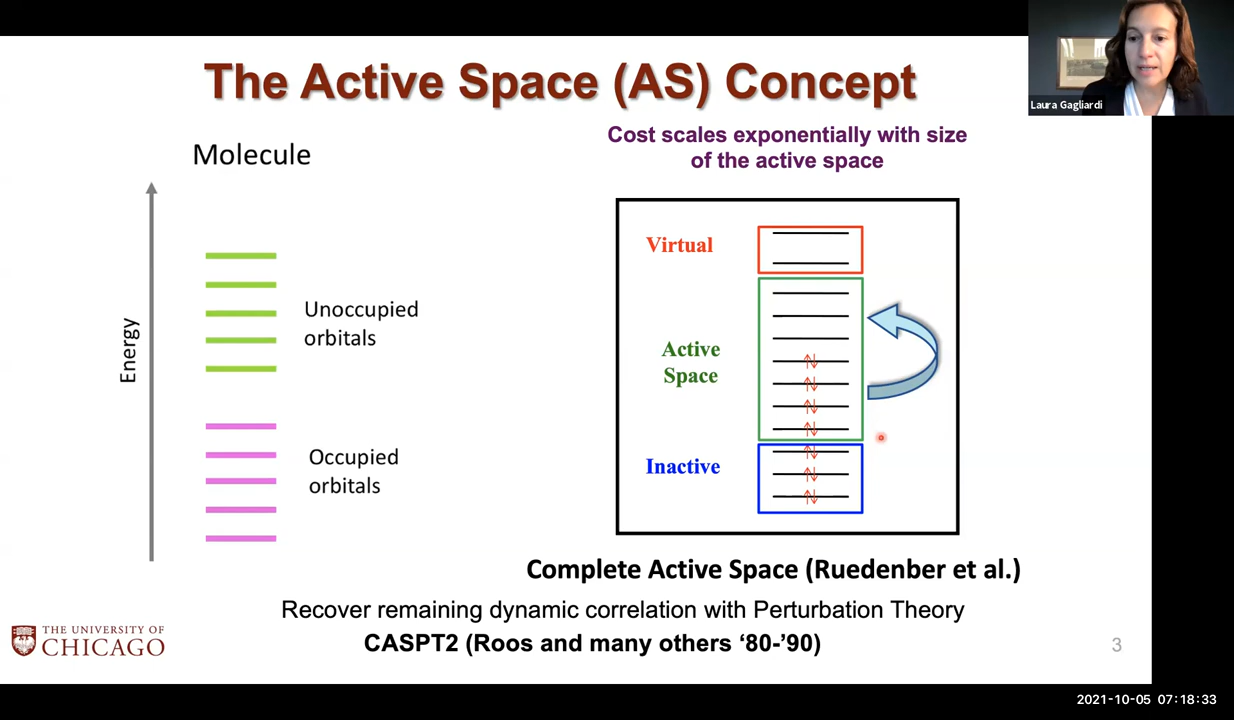 The Active Space (AS) Concept
Laura Gagliardi
Molecule
Energy
Unoccupied
orbitals
Occupied
orbitals
Cost scales exponentially with size
of the active space
Virtual
Active
Space
Inactive
Complete Active Space (Ruedenber et al.)
Recover remaining dynamic correlation with Perturbation Theory
CASPT2 (Roos and many others ‘80-’90)
THE UNIVERSITY OF
CHICAGO
3
2021-10-05 07:18:33